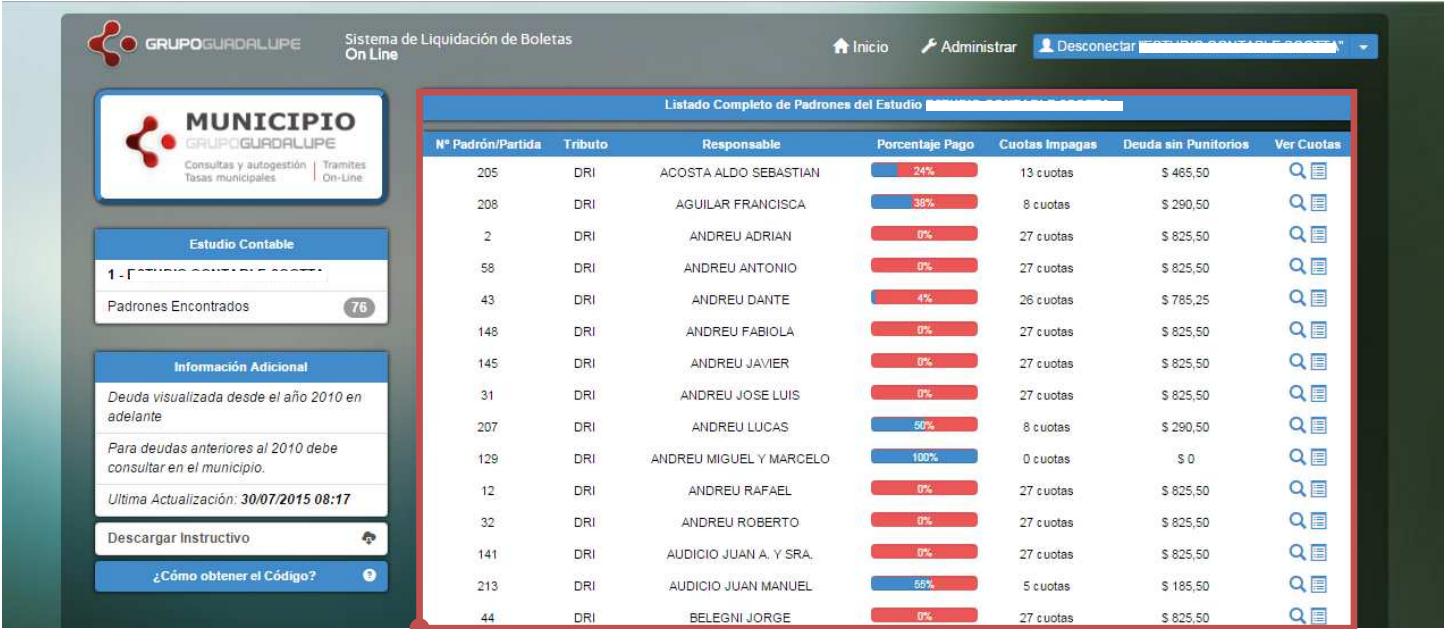 GRUPOGUADALUPE
Sistema de Liquidación de Boletas
On Line
Inicio
Administrar
Desconectar
MUNICIPIO
GRUPOGUADALUPE
Consultas y autogestión | Tramites
Tasas municipales | On-Line
Estudio Contable
1 -
Padrones Encontrados 76
Información Adicional
Deuda visualizada desde el año 2010 en
adelante
Para deudas anteriores al 2010 debe
consultar en el municipio.
Ultima Actualización: 30/07/2015 08:17
Descargar Instructivo
¿Cómo obtener el Código?
Listado Completo de Padrones del Estudio
Nº Padrón/Partida Tributo Responsable Porcentaje Pago Cuotas Impagas Deuda sin Punitorios Ver Cuotas
205 DRI ACOSTA ALDO SEBASTIAN 24% 13 cuotas $ 465,50
208 DRI AGUILAR FRANCISCA 38% 8 cuotas $ 290,50
2 DRI ANDREU ADRIAN 0% 27 cuotas $ 825,50
58 DRI ANDREU ANTONIO 0% 27 cuotas $ 825,50
43 DRI ANDREU DANTE 4% 26 cuotas $ 785,25
148 DRI ANDREU FABIOLA 0% 27 cuotas $ 825,50
145 DRI ANDREU JAVIER 0% 27 cuotas $ 825,50
31 DRI ANDREU JOSE LUIS 0% 27 cuotas $ 825,50
207 DRI ANDREU LUCAS 50% 8 cuotas $ 290,50
129 DRI ANDREU MIGUEL Y MARCELO 100% 0 cuotas $ 0
12 DRI ANDREU RAFAEL 0% 27 cuotas $ 825,50
32 DRI ANDREU ROBERTO 0% 27 cuotas $ 825,50
141 DRI AUDICIO JUAN A. Y SRA. 0% 27 cuotas $ 825,50
213 DRI AUDICIO JUAN MANUEL 55% 5 cuotas $ 185,50
44 DRI BELEGNI JORGE 0% 27 cuotas $ 825,50